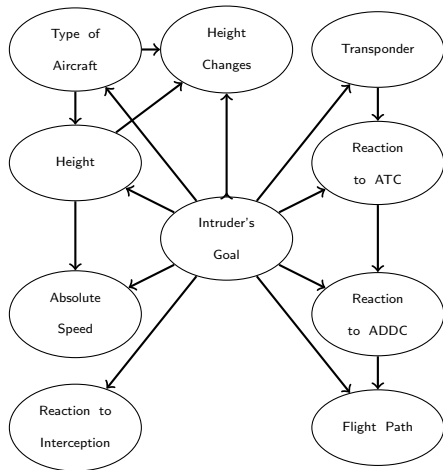 Type of
Aircraft
Height
Changes
Transponder
Height
Reaction
to ATC
Intruder's
Goal
Absolute
Speed
Reaction
to ADDC
Reaction to
Interception
Flight Path